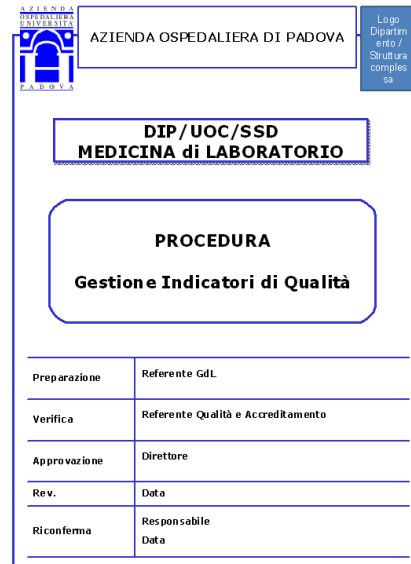 AZIENDA
OSPEDALIERA
UNIVERSITÀ
PADOVA
AZIENDA OSPEDALIERA DI PADOVA
Logo
Dipartim
ento /
Struttura
comples
sa
DIP/UOC/SSD
MEDICINA di LABORATORIO
PROCEDURA
Gestione Indicatori di Qualità
Preparazione
Referente GdL
Verifica
Referente Qualità e Accreditamento
Approvazione
Direttore
Rev.
Data
Riconferma
Responsabile
Data